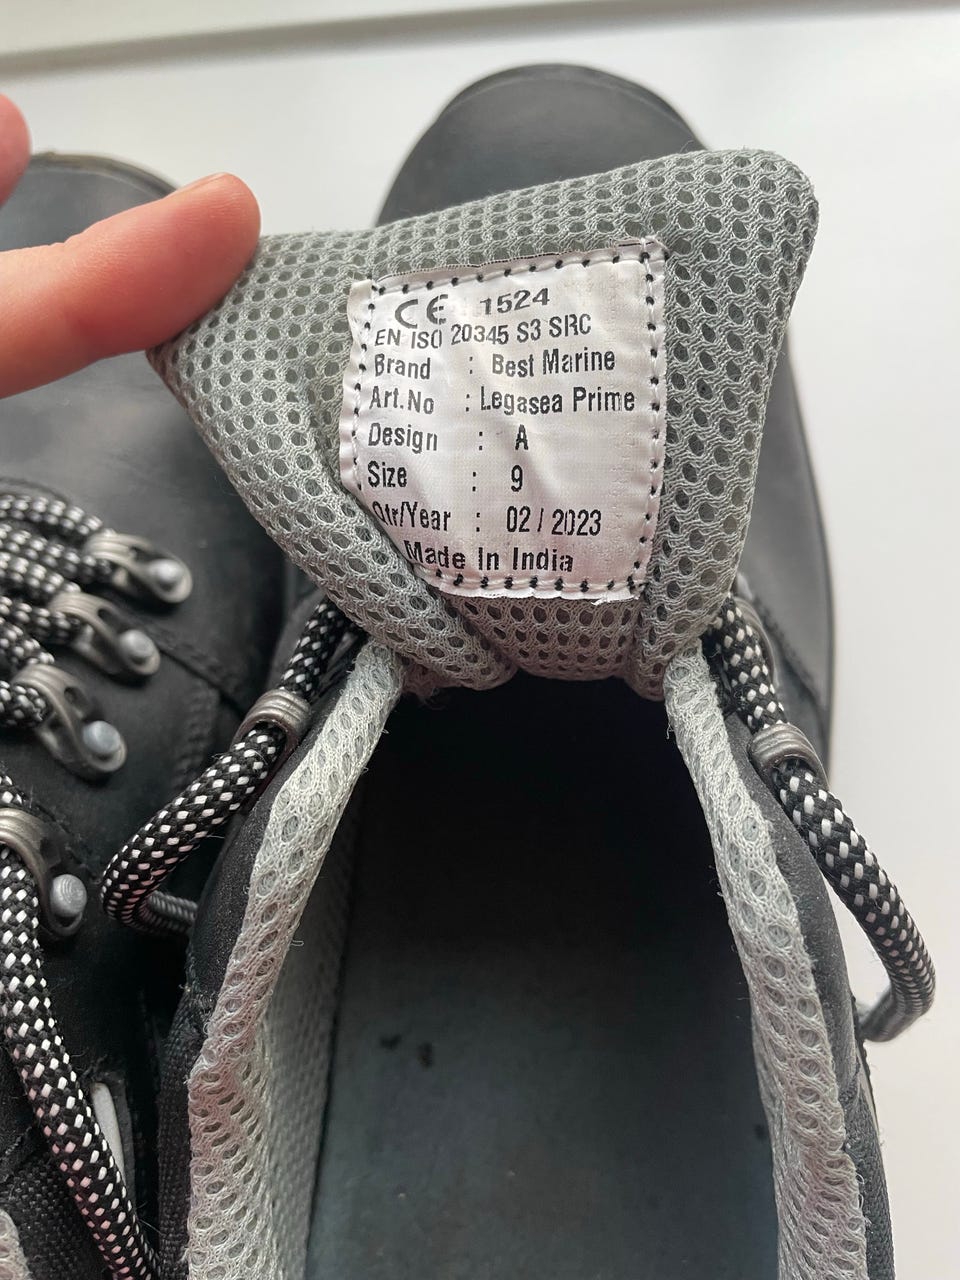 CE 1524
EN ISO 20345 S3 SRC
Brand : Best Marine
Art.No : Legasea Prime
Design : A
Size : 9
Qtr/Year : 02 / 2023
Made In India